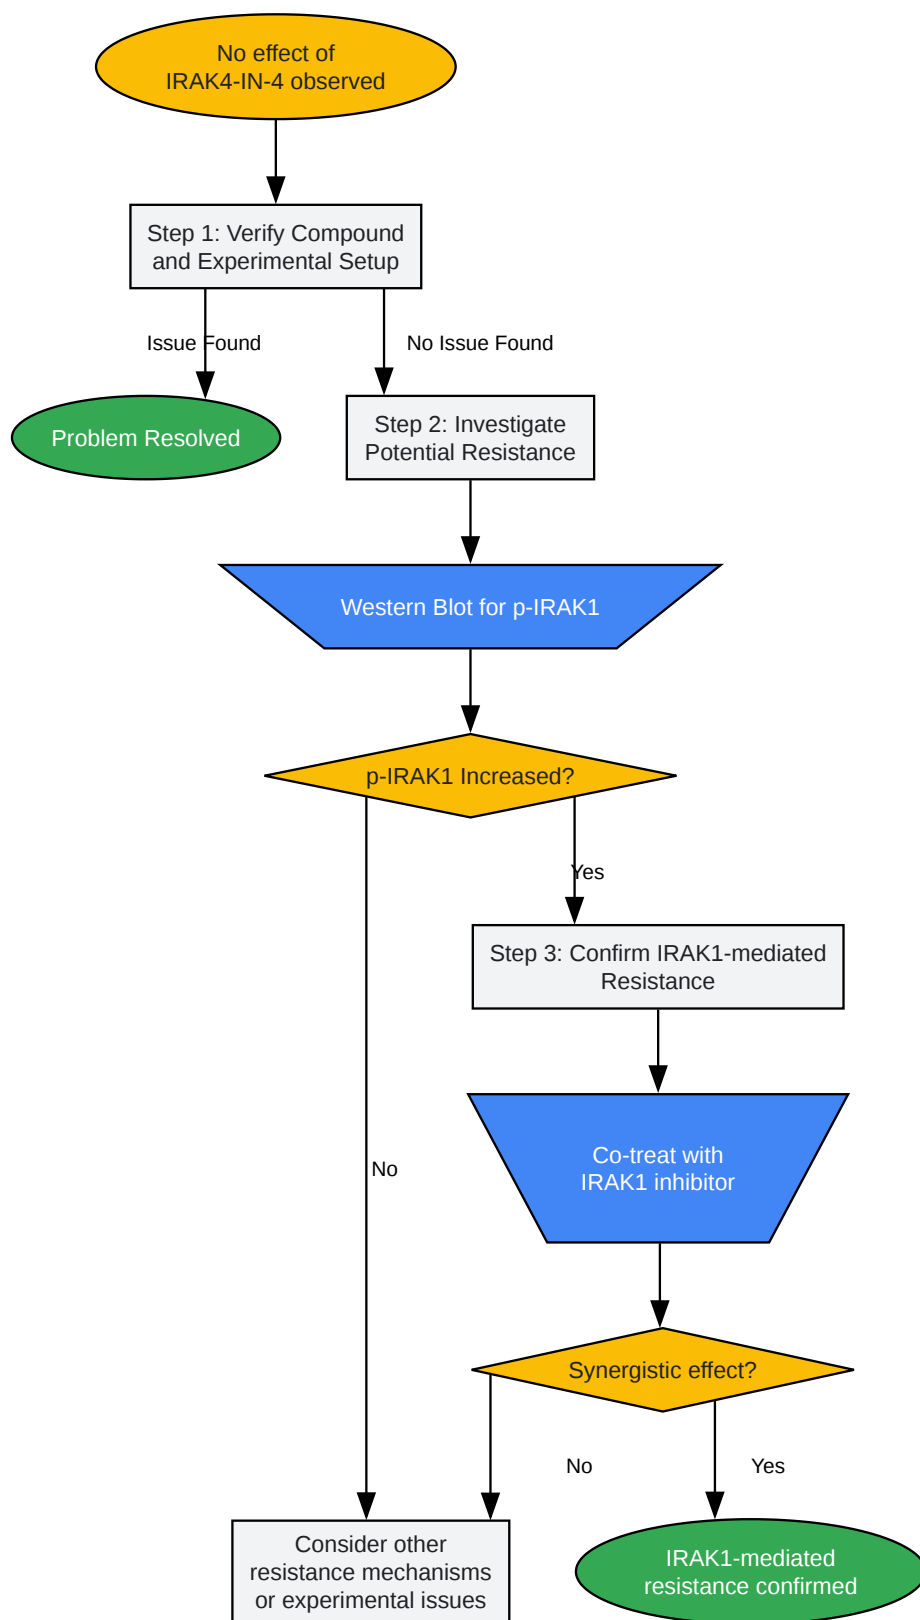 No effect of
IRAK4-IN-4 observed
Step 1: Verify Compound
and Experimental Setup
Issue Found
No Issue Found
Problem Resolved
Step 2: Investigate
Potential Resistance
Western Blot for p-IRAK1
p-IRAK1 Increased?
Yes
Step 3: Confirm IRAK1-mediated
Resistance
Co-treat with
IRAK1 inhibitor
No
Synergistic effect?
No
Yes
Consider other
resistance mechanisms
or experimental issues
IRAK1-mediated
resistance confirmed